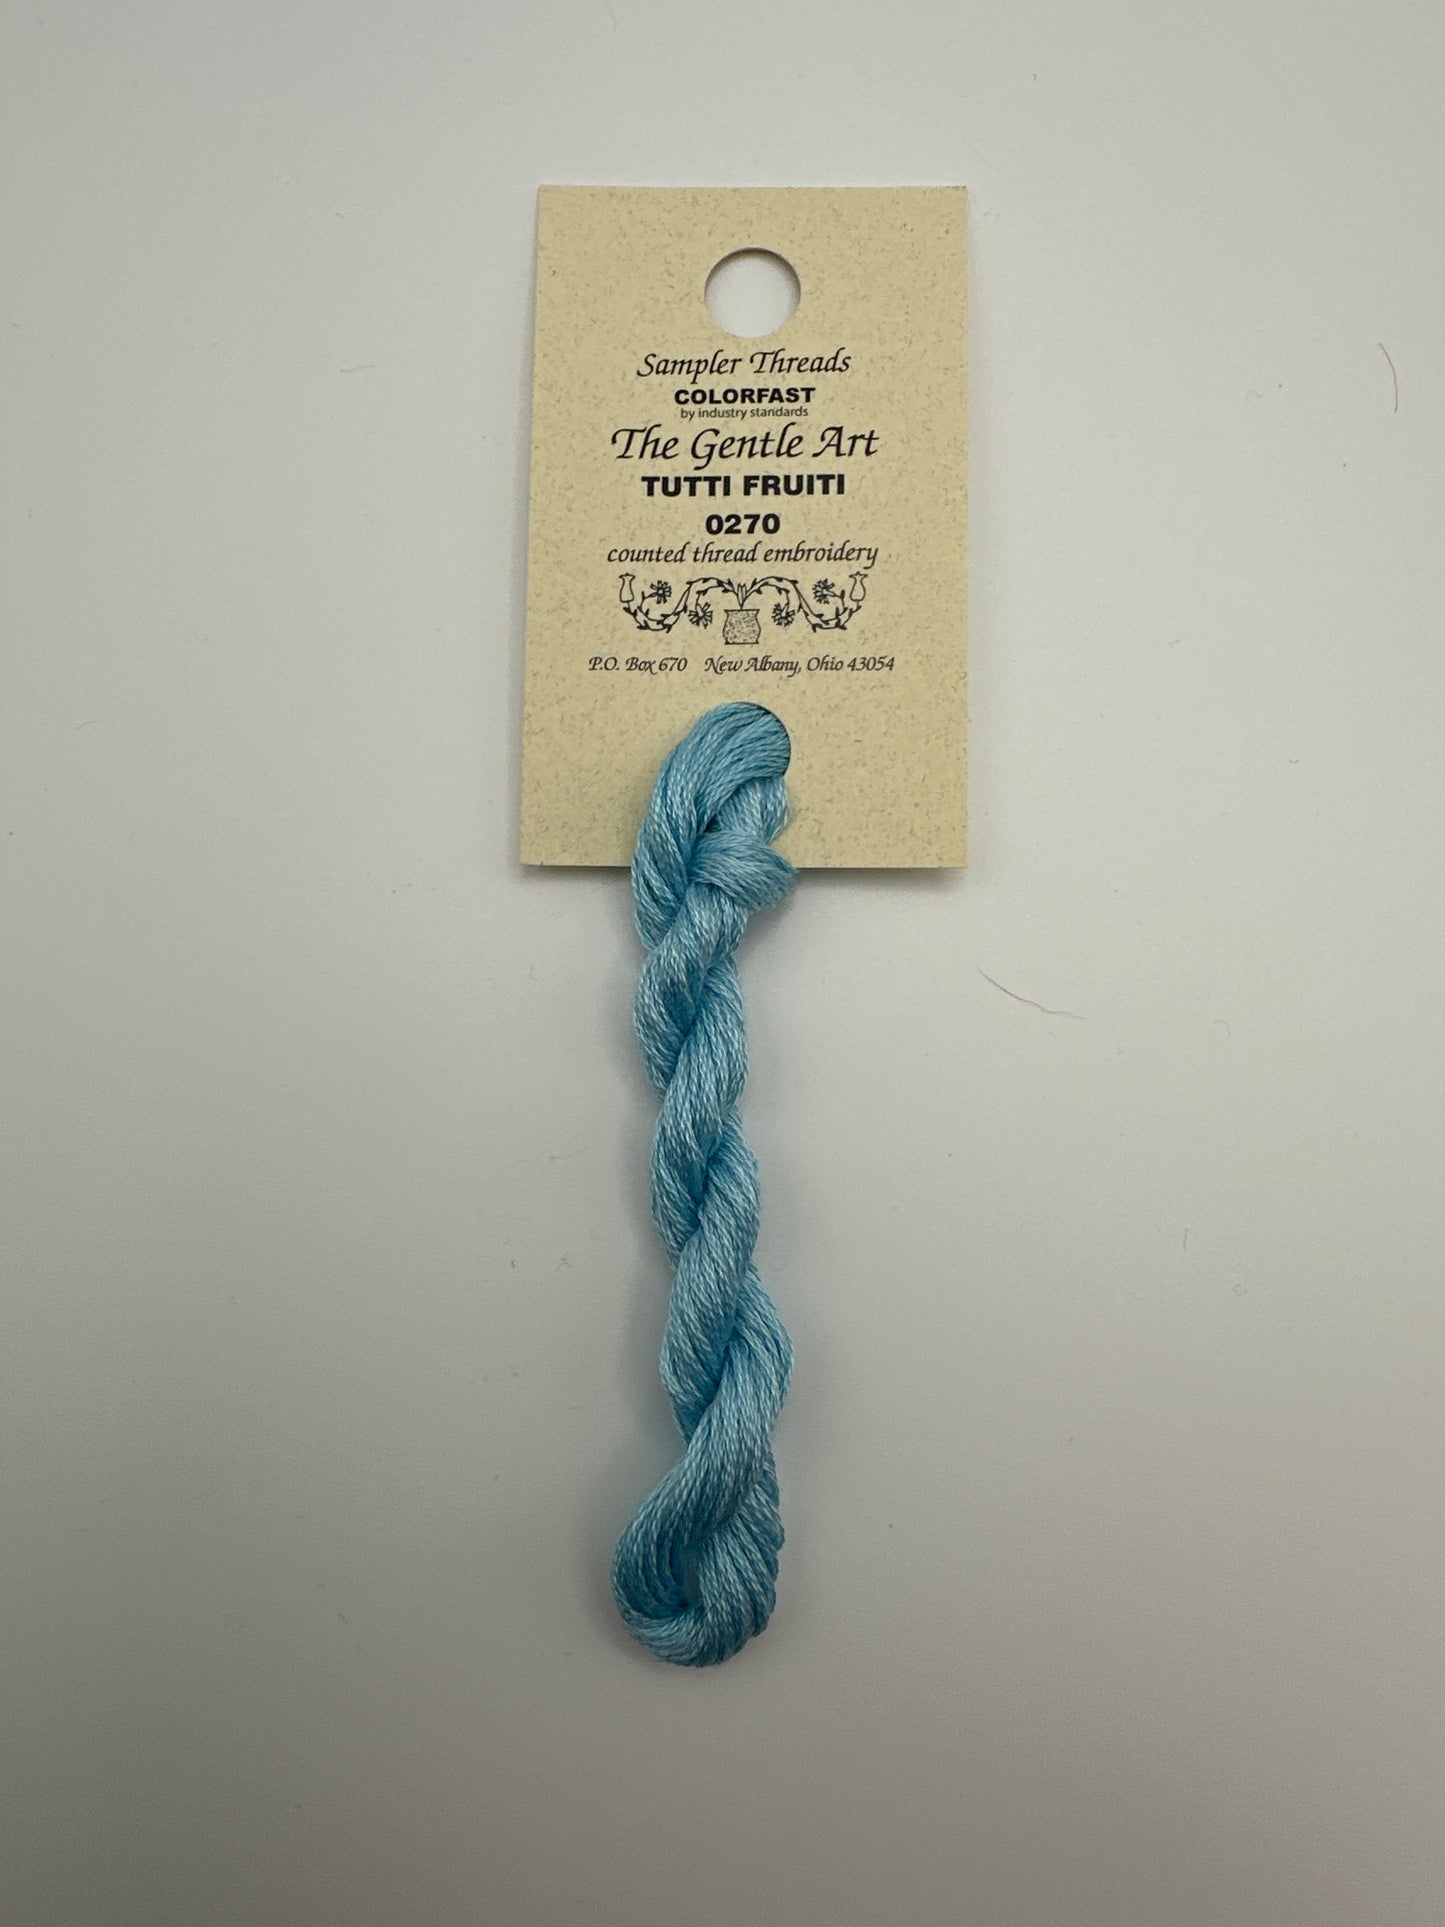 Sampler Threads
COLORFAST
by industry standards
The Gentle Art
TUTTI FRUITI
0270
counted thread embroidery
P.O. Box 670 New Albany, Ohio 43054